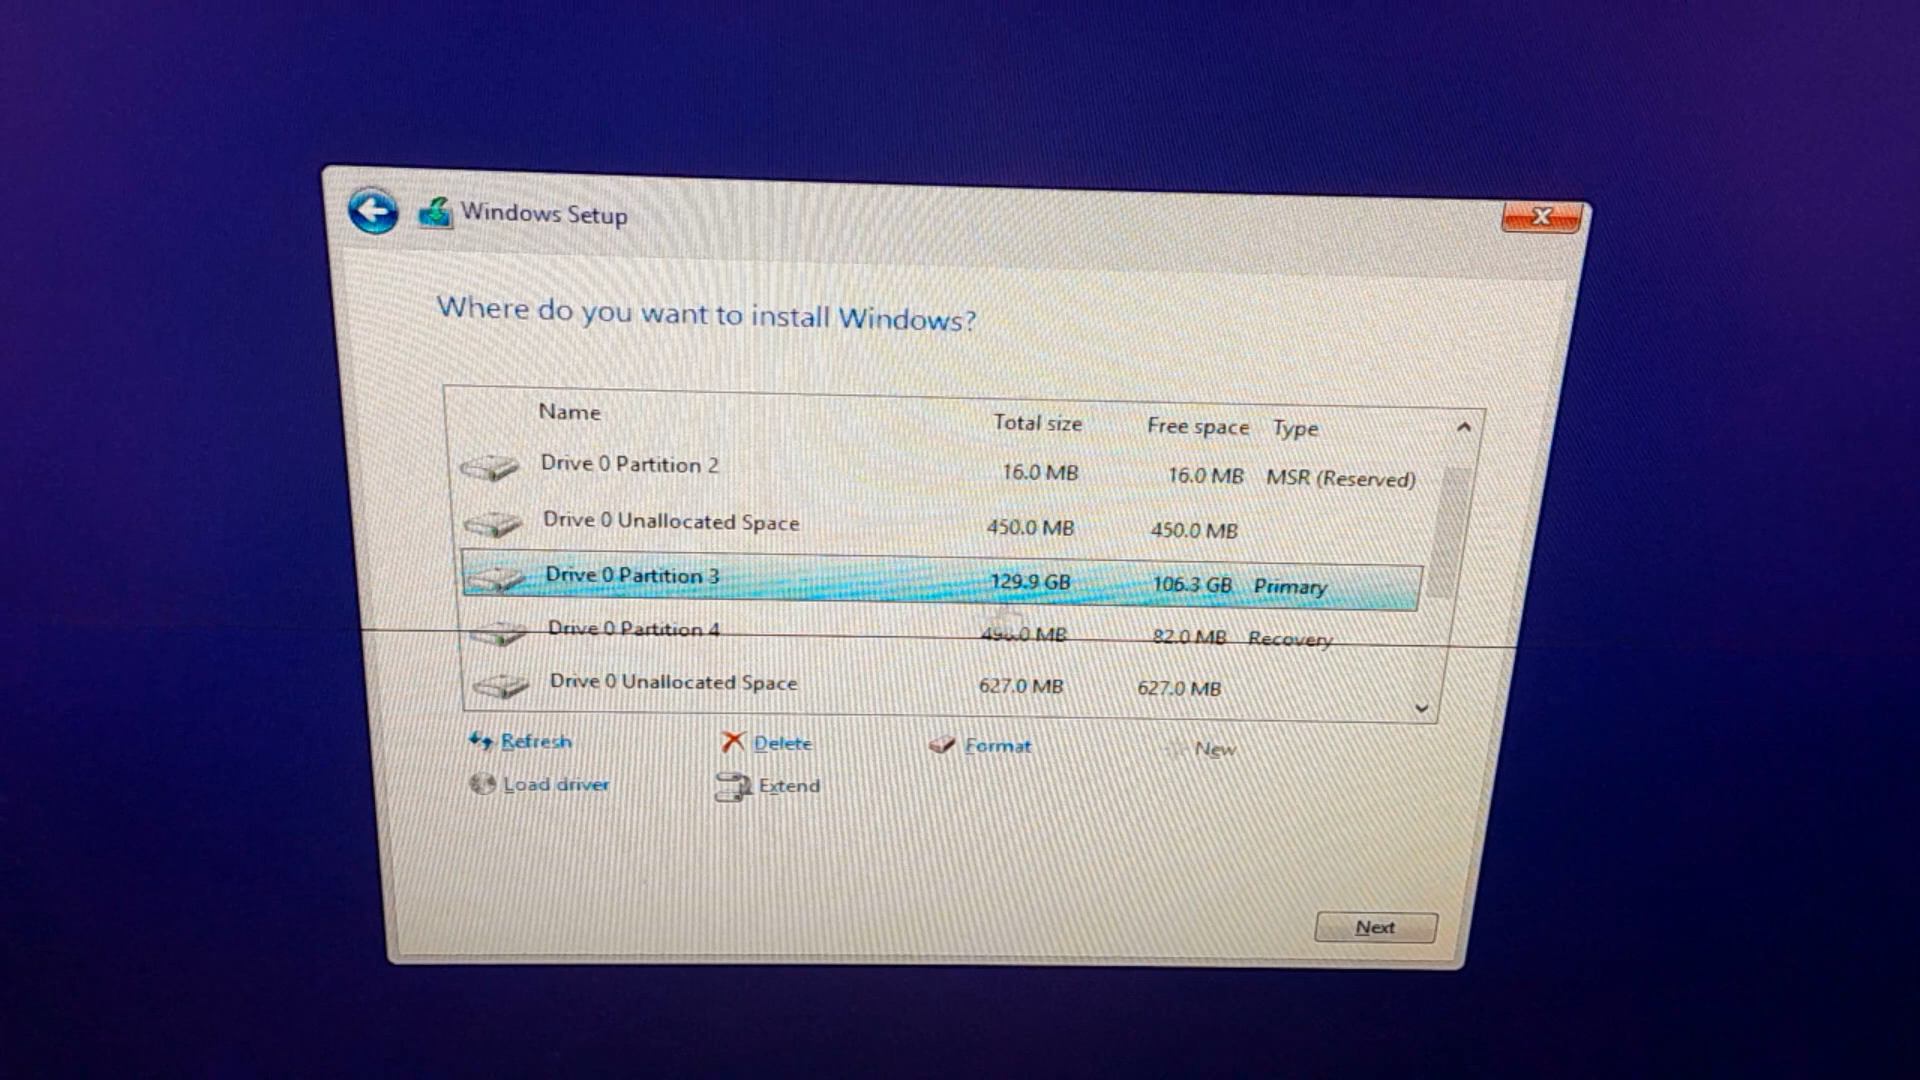 Windows Setup
X
Where do you want to install Windows?
Name Total size Free space Type
Drive 0 Partition 2 16.0 MB 16.0 MB MSR (Reserved)
Drive 0 Unallocated Space 450.0 MB 450.0 MB
Drive 0 Partition 3 129.9 GB 106.3 GB Primary
Drive 0 Partition 4 MB 82.0 MB Recovery
Drive 0 Unallocated Space 627.0 MB 627.0 MB
Refresh Delete Format New
Load driver Extend
Next